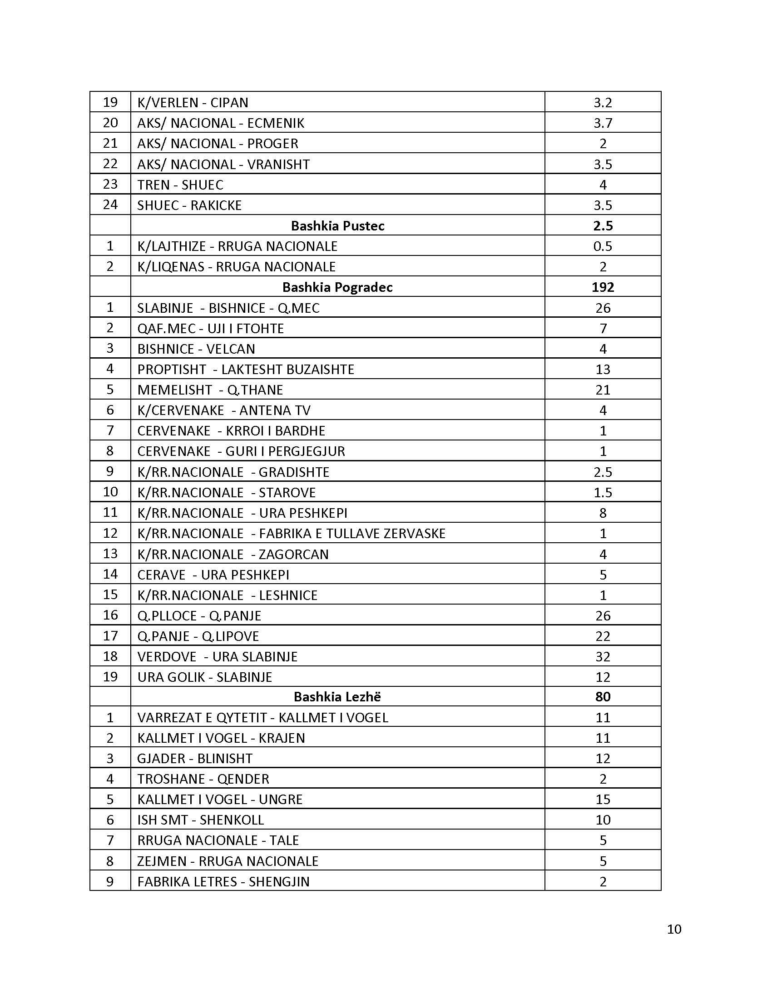 19 K/VERLEN - CIPAN 3.2
20 AKS/ NACIONAL - ECMENIK 3.7
21 AKS/ NACIONAL - PROGER 2
22 AKS/ NACIONAL - VRANISHT 3.5
23 TREN - SHUEC 4
24 SHUEC - RAKICKE 3.5
Bashkia Pustec 2.5
1 K/LAJTHIZE - RRUGA NACIONALE 0.5
2 K/LIQENAS - RRUGA NACIONALE 2
Bashkia Pogradec 192
1 SLABINJE - BISHNICE - Q.MEC 26
2 QAF.MEC - UJI I FTOHTE 7
3 BISHNICE - VELCAN 4
4 PROPTISHT - LAKTESHT BUZAISHTE 13
5 MEMELISHT - Q.THANE 21
6 K/CERVENAKE - ANTENA TV 4
7 CERVENAKE - KRROI I BARDHE 1
8 CERVENAKE - GURI I PERGJEGJUR 1
9 K/RR.NACIONALE - GRADISHTE 2.5
10 K/RR.NACIONALE - STAROVE 1.5
11 K/RR.NACIONALE - URA PESHKEPI 8
12 K/RR.NACIONALE - FABRIKA E TULLAVE ZERVASKE 1
13 K/RR.NACIONALE - ZAGORCAN 4
14 CERAVE - URA PESHKEPI 5
15 K/RR.NACIONALE - LESHNICE 1
16 Q.PLLOCE - Q.PANJE 26
17 Q.PANJE - Q.LIPOVE 22
18 VERDOVE - URA SLABINJE 32
19 URA GOLIK - SLABINJE 12
Bashkia Lezhë 80
1 VARREZAT E QYTETIT - KALLMET I VOGEL 11
2 KALLMET I VOGEL - KRAJEN 11
3 GJADER - BLINISHT 12
4 TROSHANE - QENDER 2
5 KALLMET I VOGEL - UNGRE 15
6 ISH SMT - SHENKOLL 10
7 RRUGA NACIONALE - TALE 5
8 ZEJMEN - RRUGA NACIONALE 5
9 FABRIKA LETRES - SHENGJIN 2
10